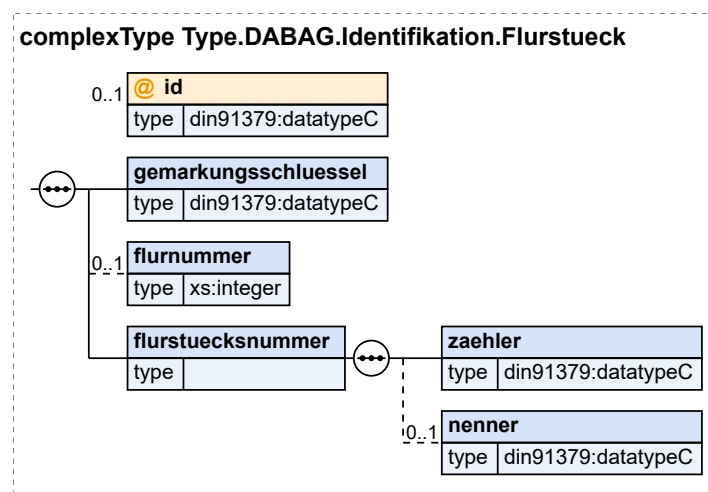 complexType Type.DABAG.Identifikation.Flurstueck
0..1 @ id
type din91379:datatypeC
gemarkungsschluessel
type din91379:datatypeC
0..1 flurnummer
type xs:integer
flurstuecksnummer
type
zaehler
type din91379:datatypeC
0..1 nenner
type din91379:datatypeC